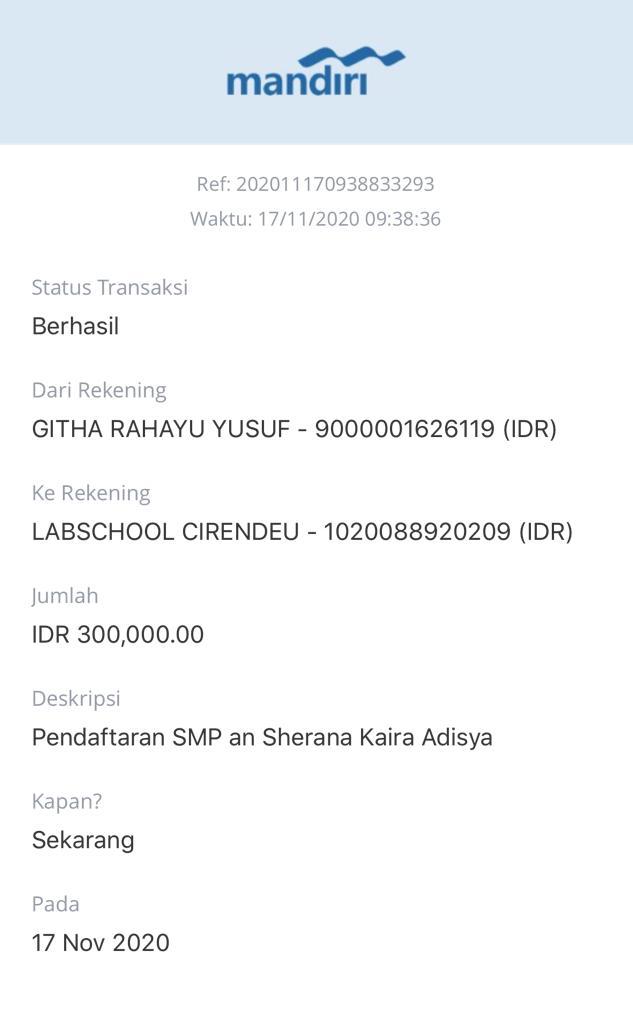 mandiri
Ref: 202011170938833293
Waktu: 17/11/2020 09:38:36
Status Transaksi
Berhasil
Dari Rekening
GITHA RAHAYU YUSUF - 9000001626119 (IDR)
Ke Rekening
LABSCHOOL CIRENDEU - 1020088920209 (IDR)
Jumlah
IDR 300,000.00
Deskripsi
Pendaftaran SMP an Sherana Kaira Adisya
Kapan?
Sekarang
Pada
17 Nov 2020